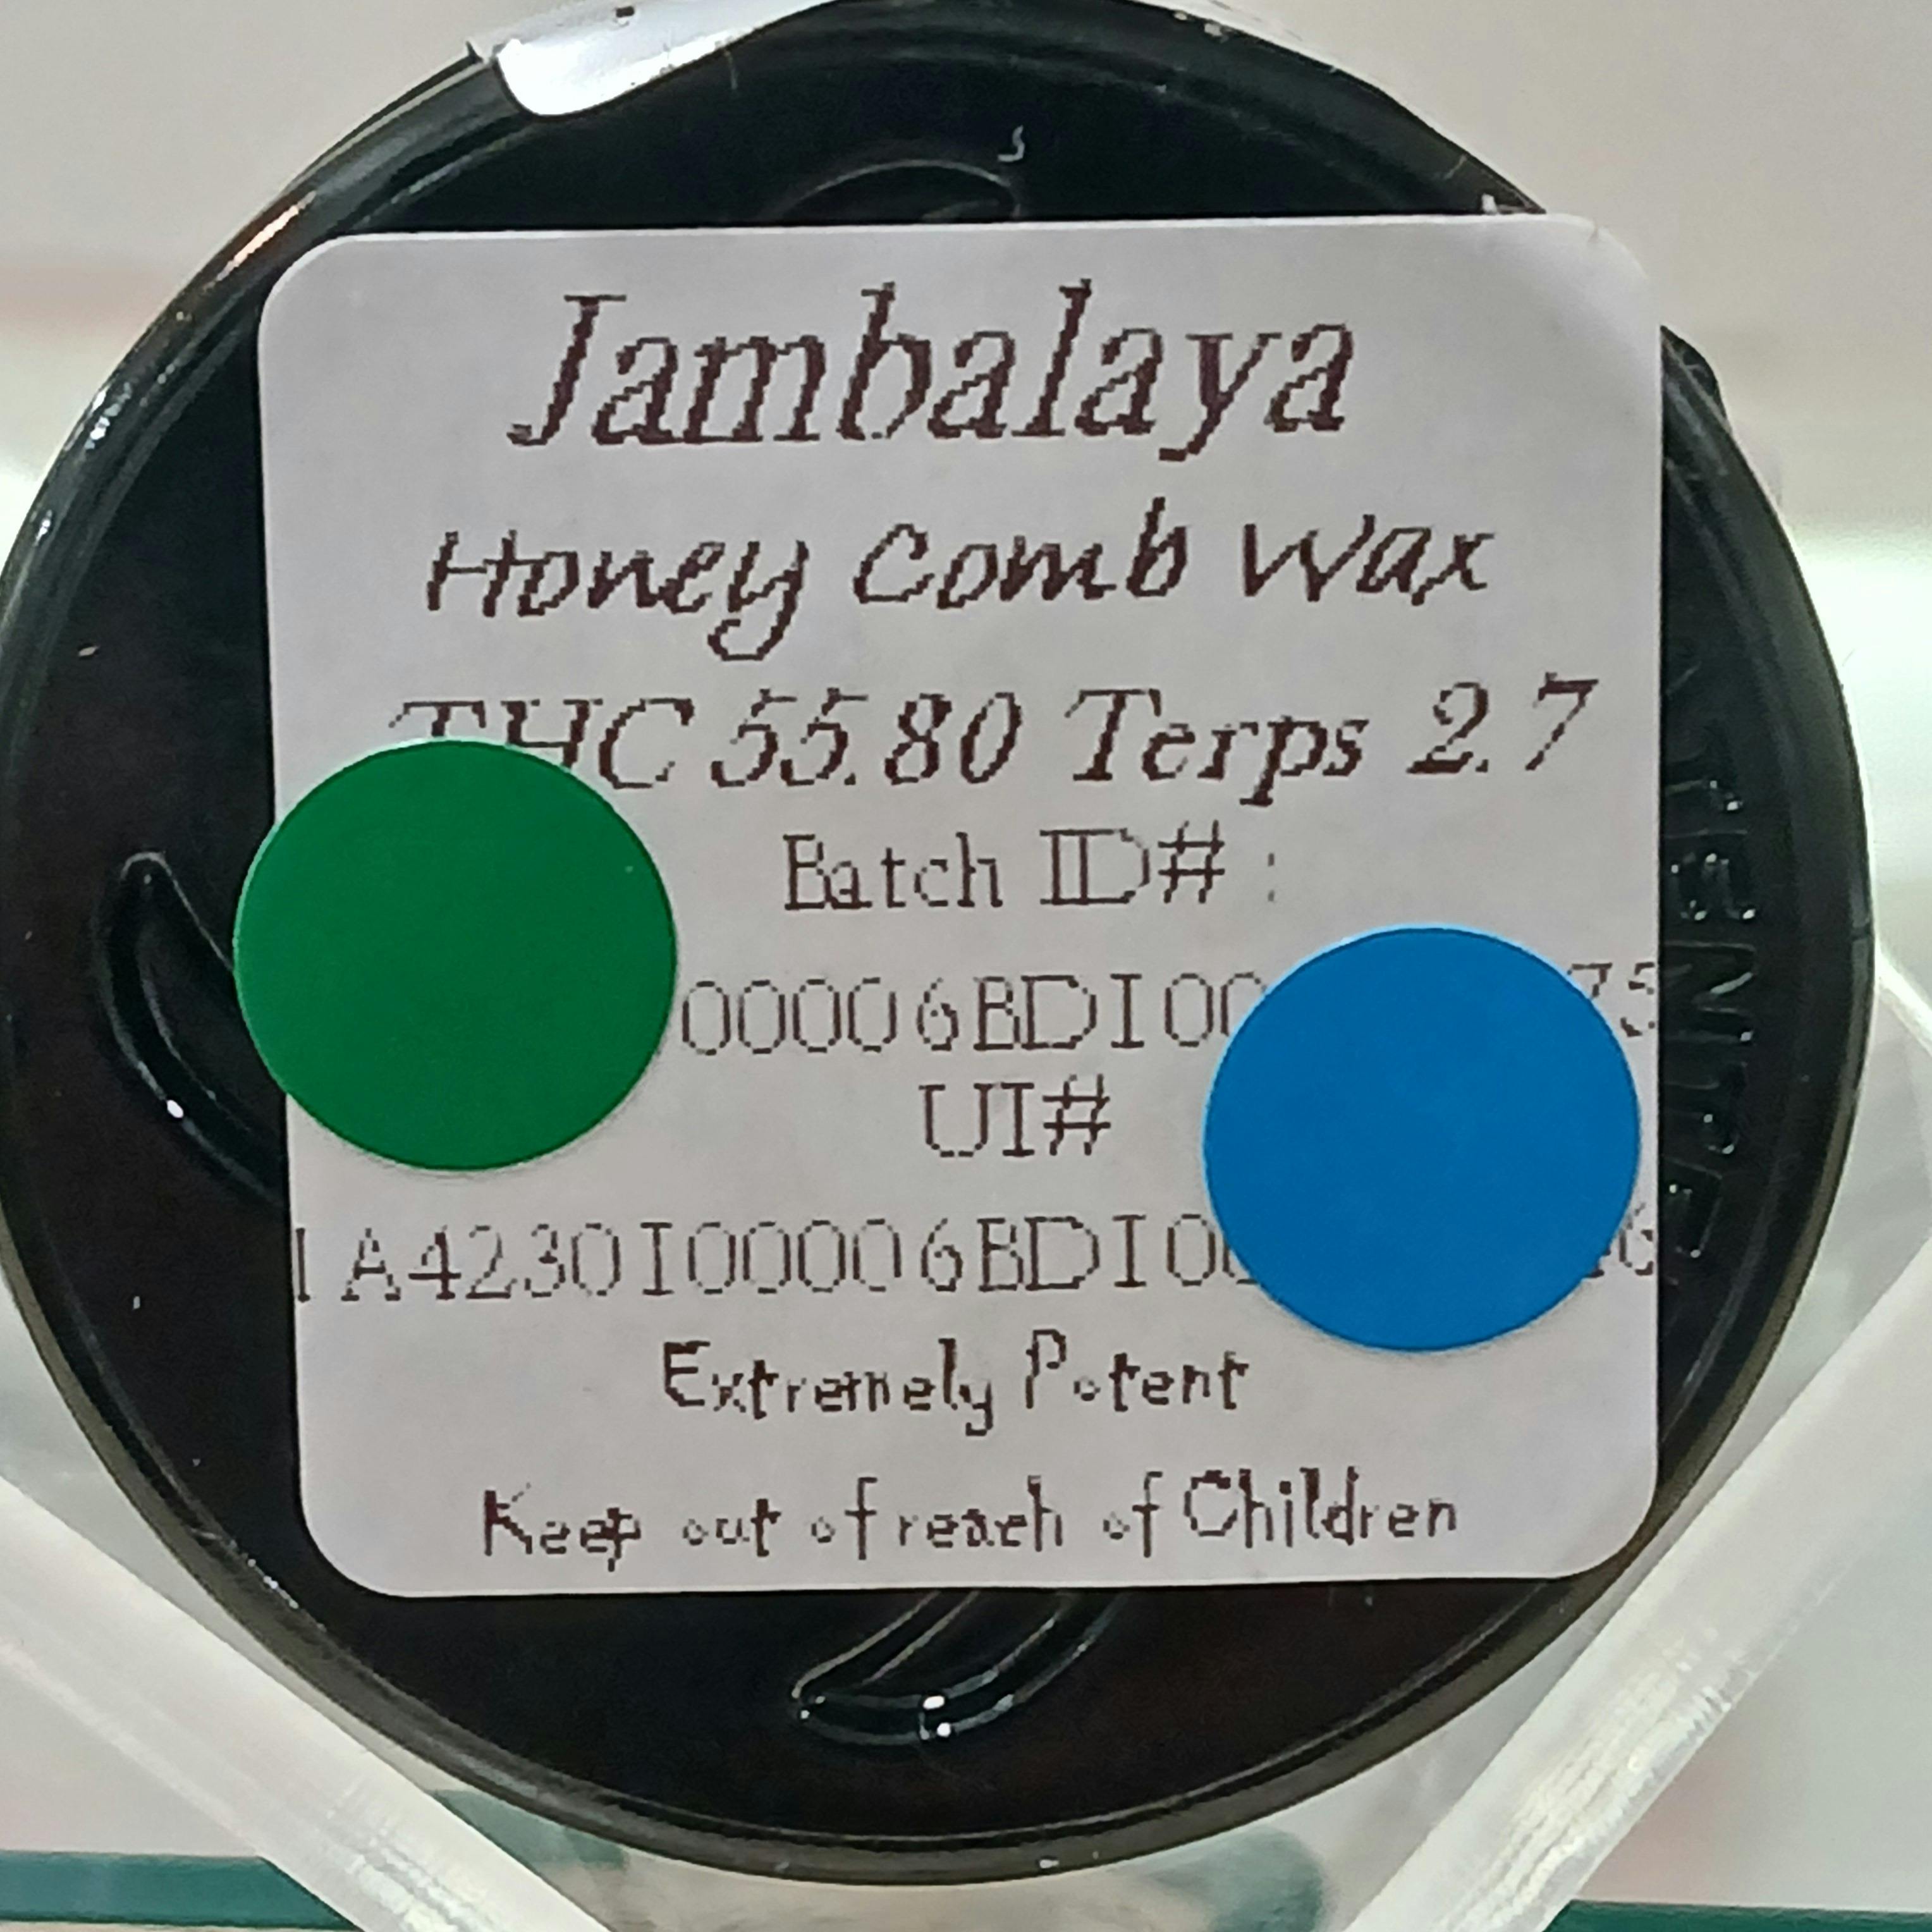 Jambalaya
Honey Comb Wax
THC 55.80 Terps 2.7
Batch ID# :
UI#
Extremely Potent
Keep out of reach of Children